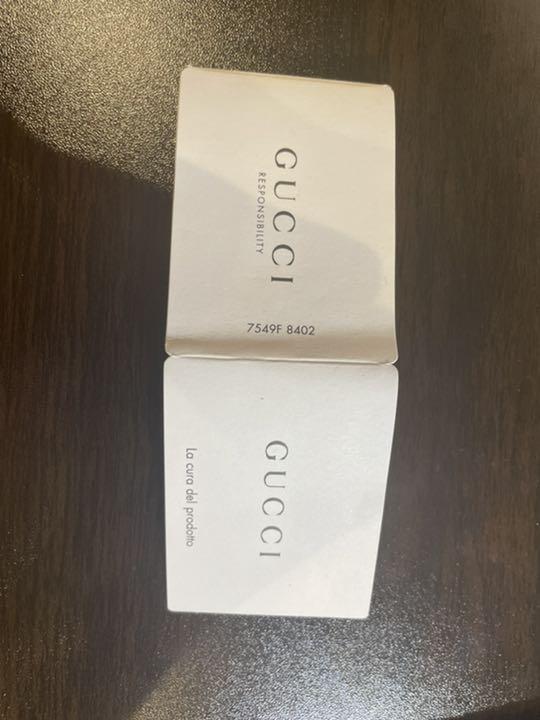 GUCCI
RESPONSIBILITY
7549F 8402
GUCCI
La cura del prodotto